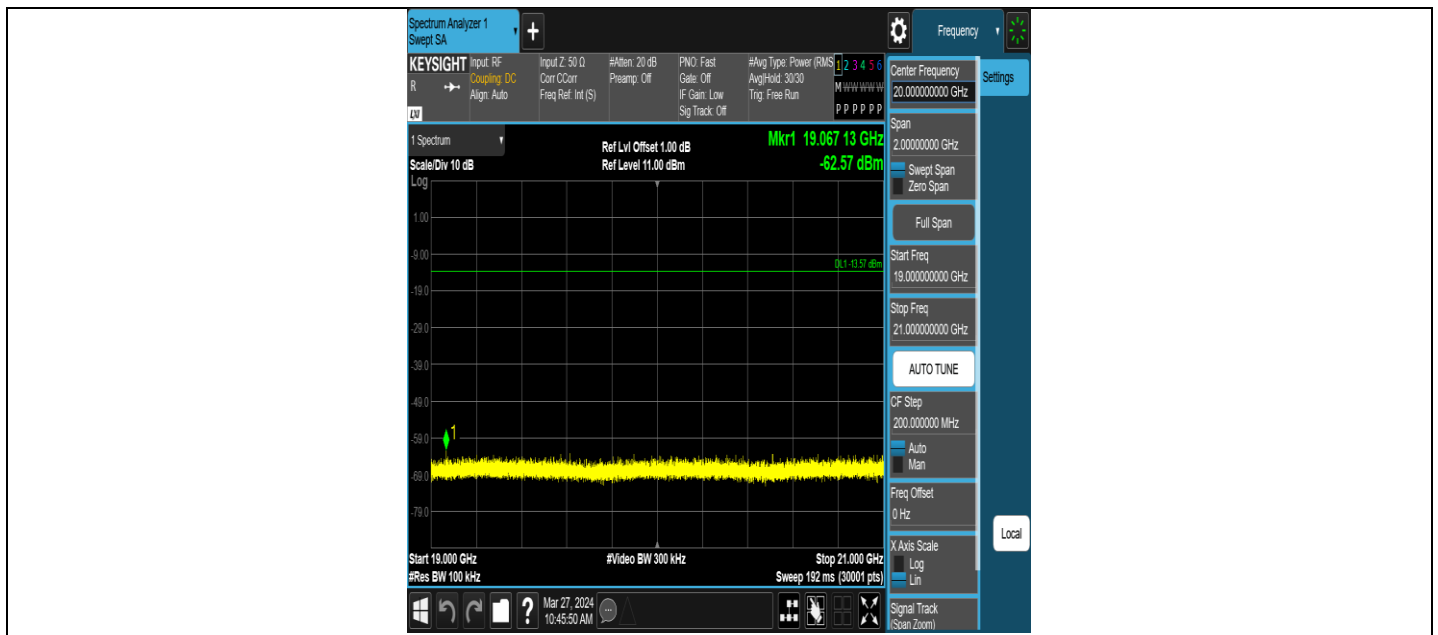 Spectrum Analyzer 1
Swept SA
+
Frequency
KEYSIGHT
R
LXI
Input: RF
Coupling: DC
Align: Auto
Input Z: 50 Ω
Corr CCorr
Freq Ref: Int (S)
#Atten: 20 dB
Preamp: Off
PNO: Fast
Gate: Off
IF Gain: Low
Sig Track: Off
#Avg Type: Power (RMS
Avg|Hold: 30/30
Trig: Free Run
1 2 3 4 5 6
M W W W W W
P P P P P P
1 Spectrum
Scale/Div 10 dB
Log
Ref Lvl Offset 1.00 dB
Ref Level 11.00 dBm
Mkr1 19.067 13 GHz
-62.57 dBm
1.00
-9.00
DL1 -13.57 dBm
-19.0
-29.0
-39.0
-49.0
-59.0
1
-69.0
-79.0
Start 19.000 GHz
#Res BW 100 kHz
#Video BW 300 kHz
Stop 21.000 GHz
Sweep 192 ms (30001 pts)
Center Frequency
20.000000000 GHz
Settings
Span
2.00000000 GHz
Swept Span
Zero Span
Full Span
Start Freq
19.000000000 GHz
Stop Freq
21.000000000 GHz
AUTO TUNE
CF Step
200.000000 MHz
Auto
Man
Freq Offset
0 Hz
X Axis Scale
Log
Lin
Local
Signal Track
(Span Zoom)
?
Mar 27, 2024
10:45:50 AM